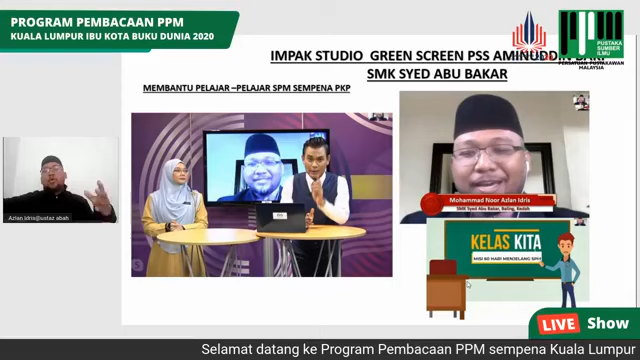 PROGRAM PEMBACAAN PPM
KUALA LUMPUR IBU KOTA BUKU DUNIA 2020
PUSTAKA
SUMBER
ILMU
PERSATUAN PUSTAKAWAN
MALAYSIA
IMPAK STUDIO GREEN SCREEN PSS AMINUDDIN BAKI
SMK SYED ABU BAKAR
MEMBANTU PELAJAR –PELAJAR SPM SEMPENA PKP
Azlan Idris@ustaz abah
Mohammad Noor Azlan Idris
SMK Syed Abu Bakar, Baling, Kedah
KELAS KITA
MISI 60 HARI MENJELANG SPM
LIVE Show
Selamat datang ke Program Pembacaan PPM sempena Kuala Lumpur